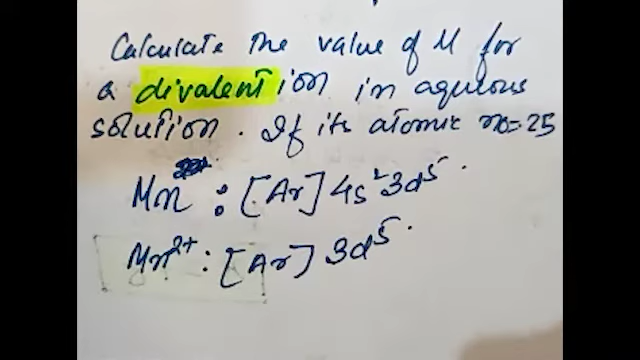 Calculate the value of M for
a divalent ion in aqueous
solution. If its atomic no=25
Mn : [Ar] 4s² 3d⁵.
Mn²⁺ : [Ar] 3d⁵.